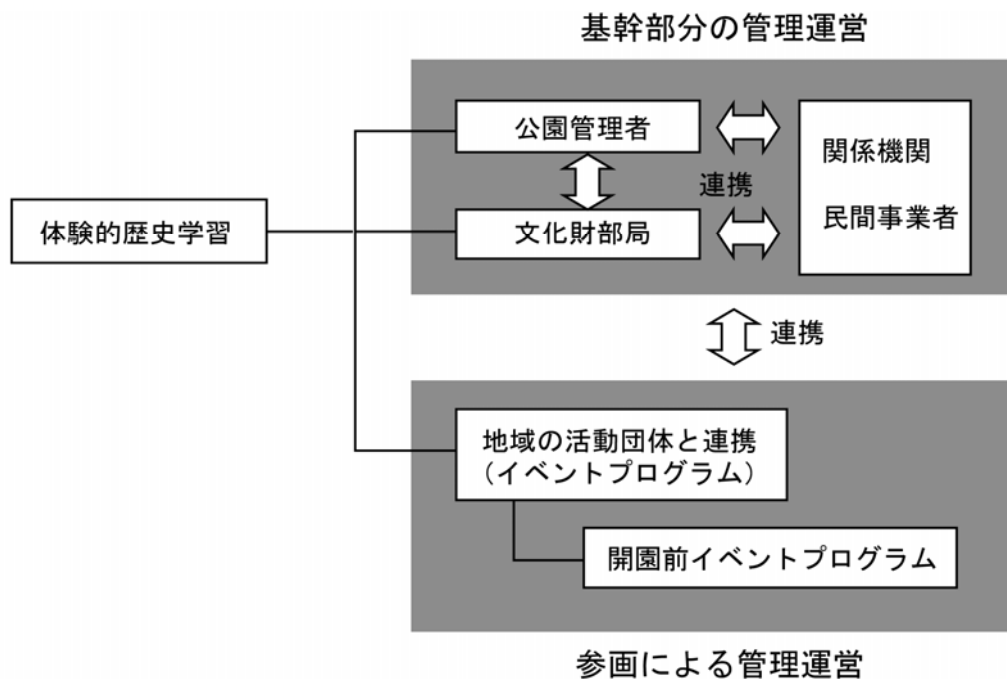 基幹部分の管理運営
公園管理者
関係機関
連携
民間事業者
体験的歴史学習
文化財部局
連携
地域の活動団体と連携
（イベントプログラム）
開園前イベントプログラム
参画による管理運営